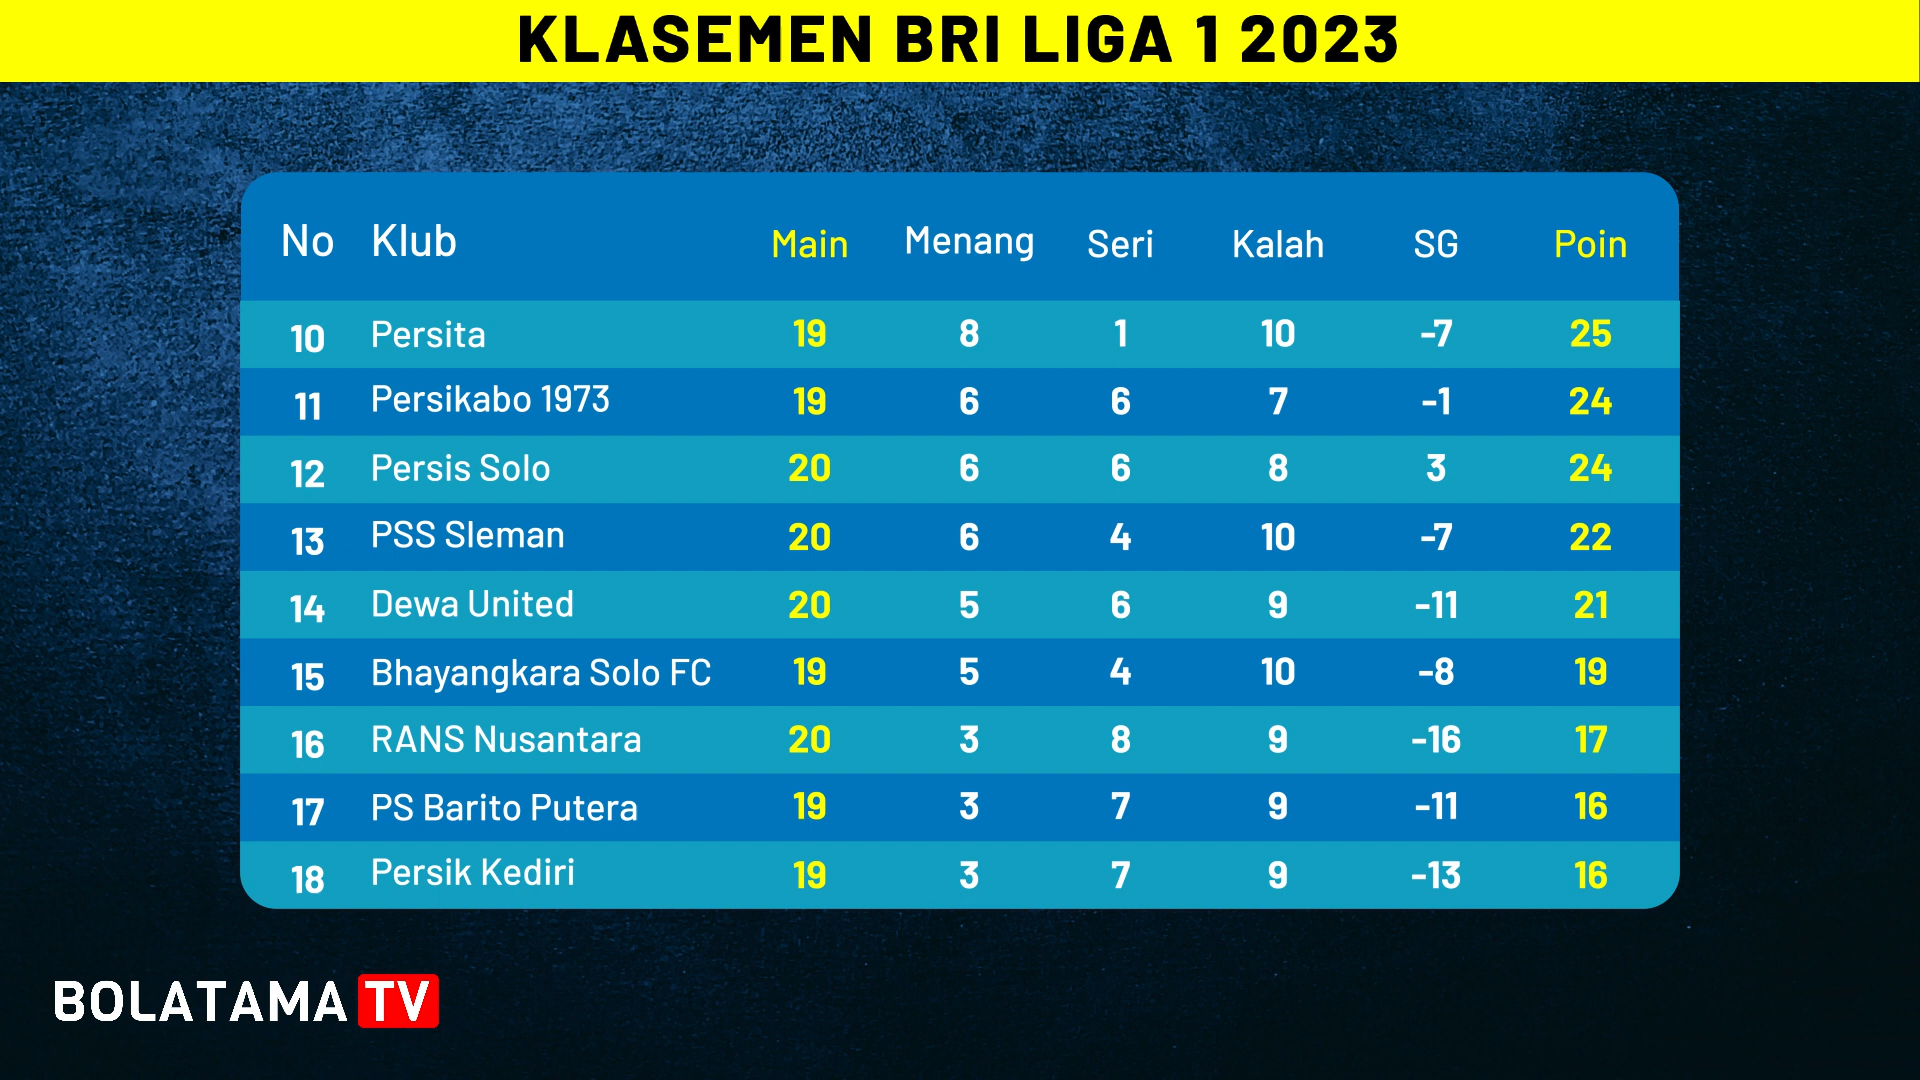 KLASEMEN BRI LIGA 1 2023
No Klub Main Menang Seri Kalah SG Poin
10 Persita 19 8 1 10 -7 25
11 Persikabo 1973 19 6 6 7 -1 24
12 Persis Solo 20 6 6 8 3 24
13 PSS Sleman 20 6 4 10 -7 22
14 Dewa United 20 5 6 9 -11 21
15 Bhayangkara Solo FC 19 5 4 10 -8 19
16 RANS Nusantara 20 3 8 9 -16 17
17 PS Barito Putera 19 3 7 9 -11 16
18 Persik Kediri 19 3 7 9 -13 16
BOLATAMA TV